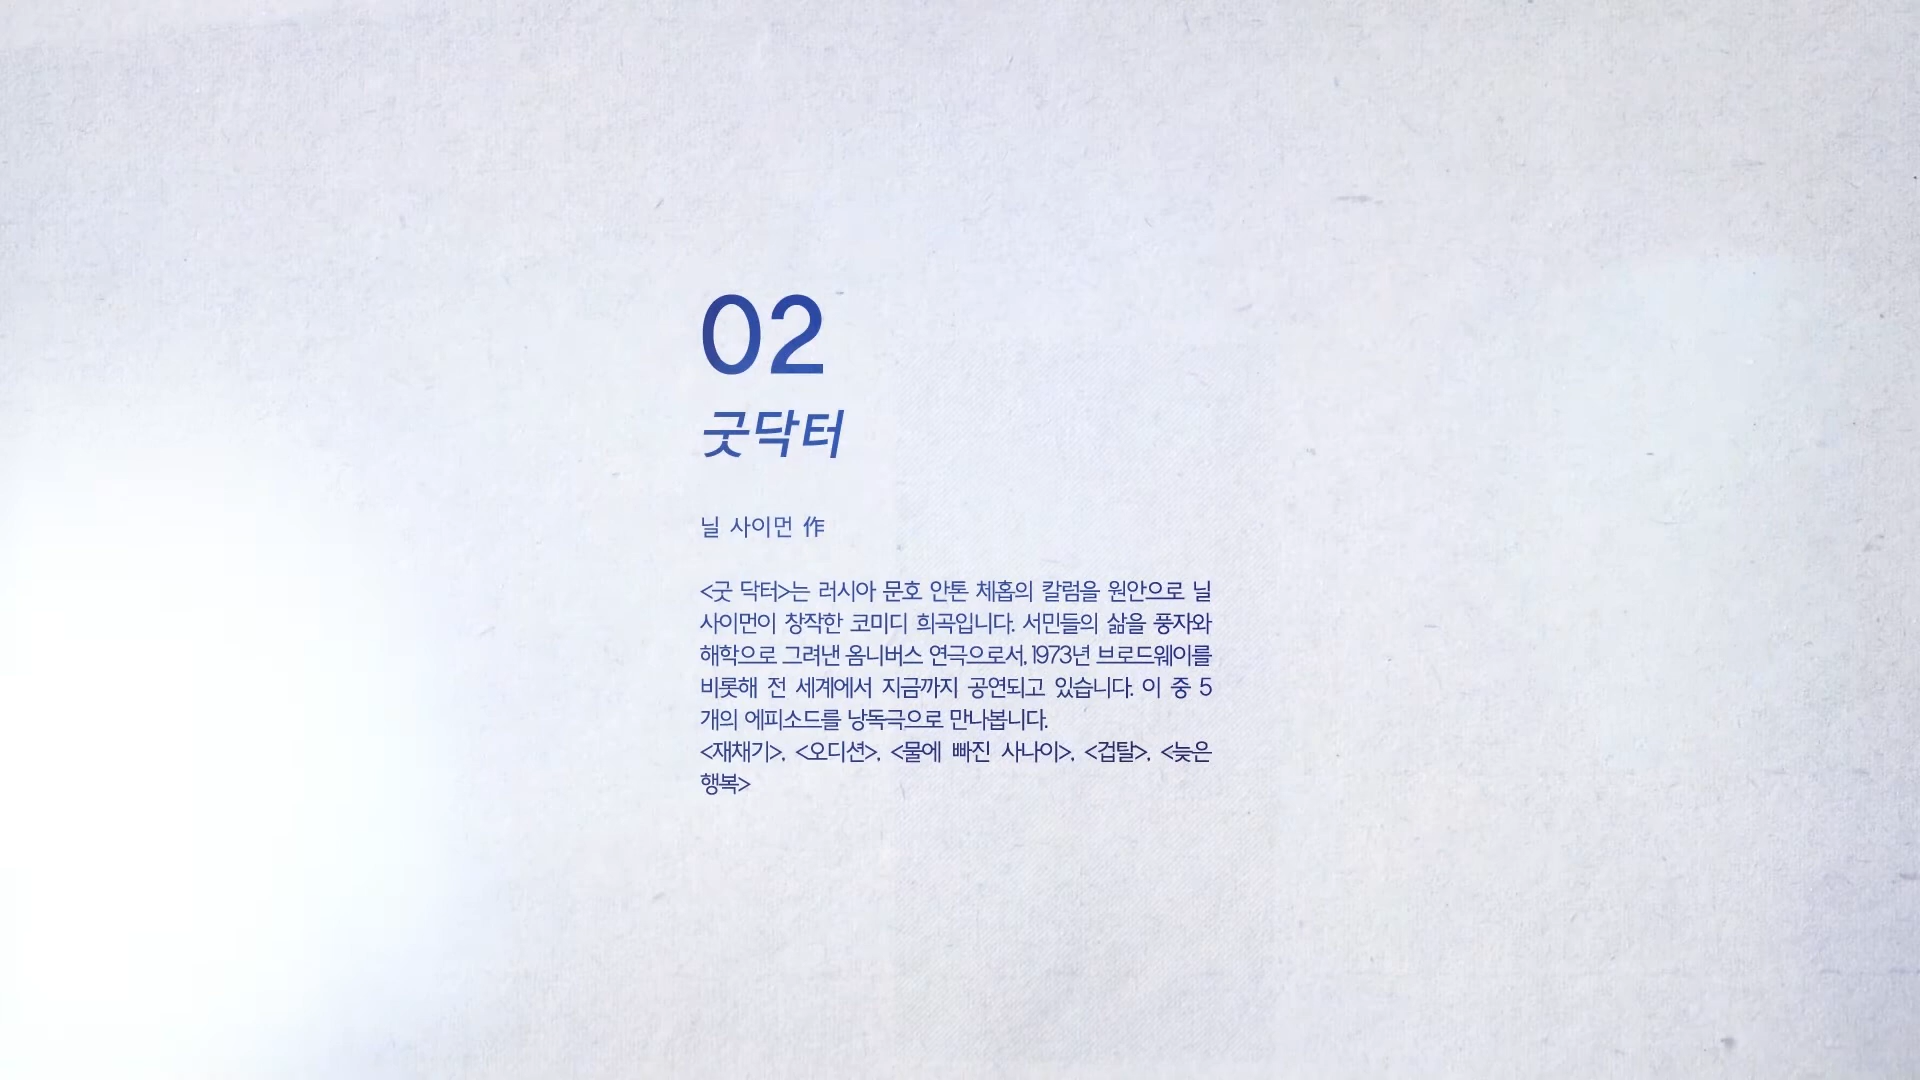 02
굿닥터
닐 사이먼 作
<굿 닥터>는 러시아 문호 안톤 체홉의 칼럼을 원안으로 닐
사이먼이 창작한 코미디 희곡입니다. 서민들의 삶을 풍자와
해학으로 그려낸 옴니버스 연극으로서, 1973년 브로드웨이를
비롯해 전 세계에서 지금까지 공연되고 있습니다. 이 중 5
개의 에피소드를 낭독극으로 만나봅니다.
<재채기>, <오디션>, <물에 빠진 사나이>, <겁탈>, <늦은
행복>